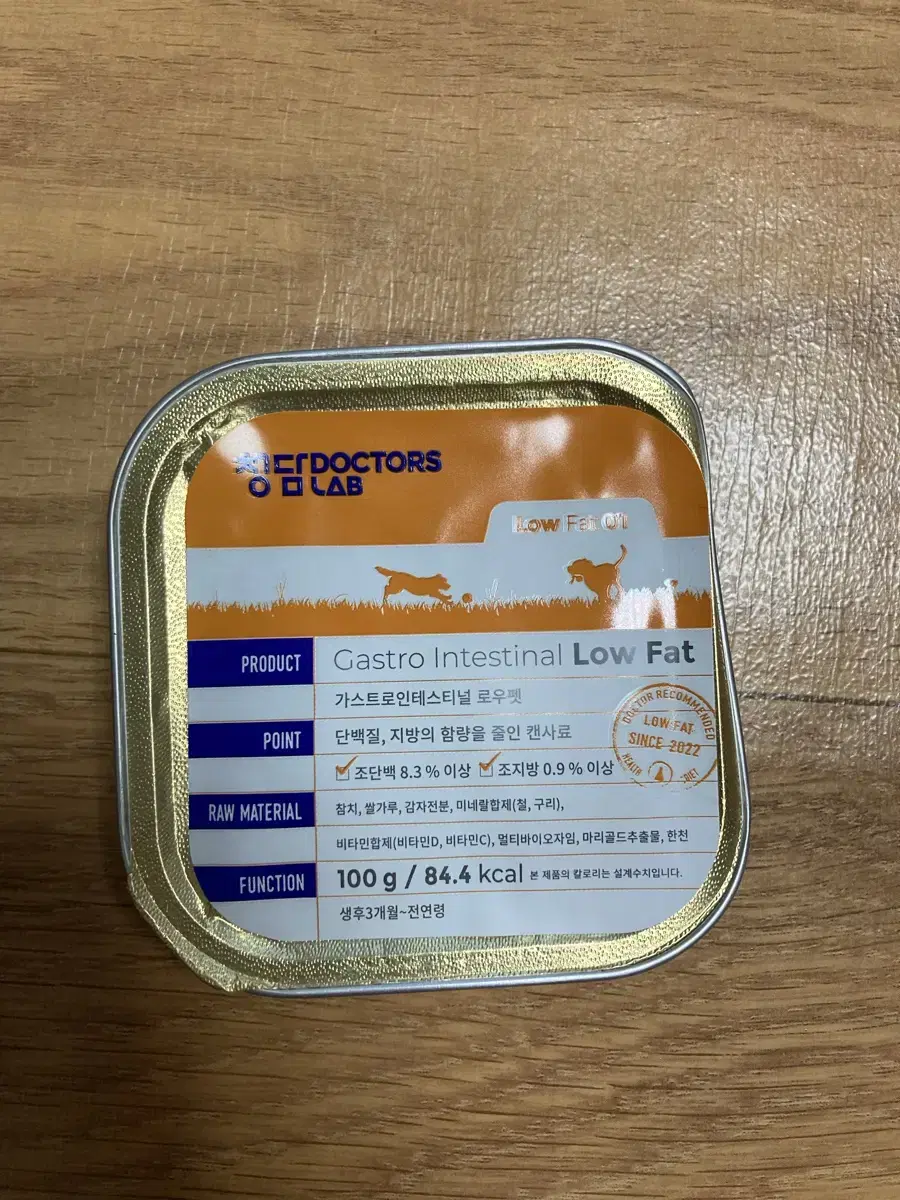 청담 DOCTORS LAB
Low Fat 01
PRODUCT Gastro Intestinal Low Fat
가스트로인테스티널 로우펫
POINT 단백질, 지방의 함량을 줄인 캔사료
조단백 8.3 % 이상 조지방 0.9 % 이상
DOCTOR RECOMMENDED
LOW FAT
SINCE 2022
HEALTH DIET
RAW MATERIAL 참치, 쌀가루, 감자전분, 미네랄합제(철, 구리),
비타민합제(비타민D, 비타민C), 멀티바이오자임, 마리골드추출물, 한천
FUNCTION 100 g / 84.4 kcal 본 제품의 칼로리는 설계수치입니다.
생후3개월~전연령